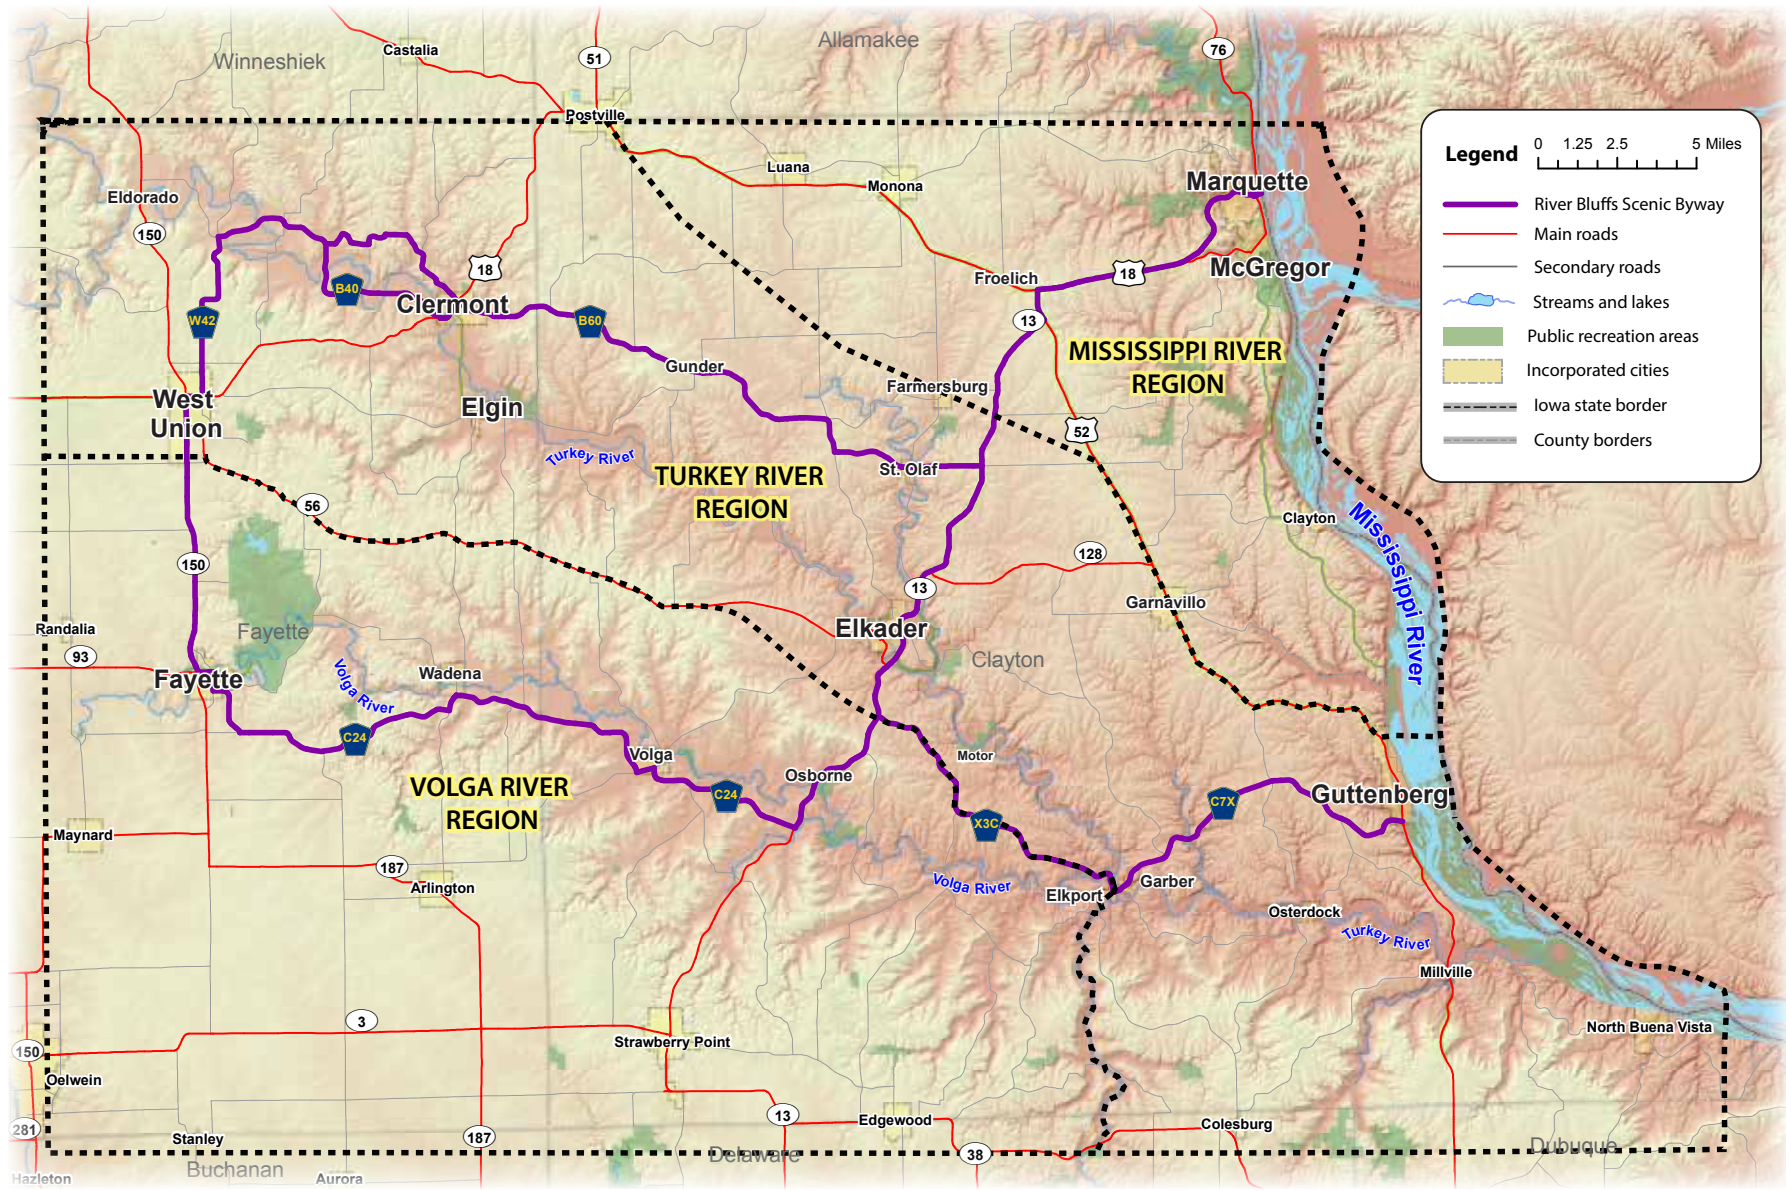 Winneshiek
Castalia
51
Allamakee
76
Postville
Luana
Monona
Eldorado
150
Marquette
18
Froelich
18
McGregor
B40
Clermont
W42
B60
13
Gunder
MISSISSIPPI RIVER
REGION
Farmersburg
West
Union
Elgin
52
Turkey River
TURKEY RIVER
REGION
St. Olaf
56
Clayton
Mississippi River
150
128
13
Garnavillo
Randalia
Fayette
Elkader
93
Clayton
Fayette
Wadena
Volga River
C24
Volga
Motor
Osborne
VOLGA RIVER
REGION
C24
C7X
Guttenberg
X3C
Maynard
187
Arlington
Volga River
Elkport
Garber
Osterdock
Turkey River
Millville
3
Strawberry Point
North Buena Vista
150
Oelwein
13
Edgewood
Colesburg
281
Stanley
187
38
Delaware
Dubuque
Buchanan
Hazleton
Aurora
Legend
0 1.25 2.5 5 Miles
River Bluffs Scenic Byway
Main roads
Secondary roads
Streams and lakes
Public recreation areas
Incorporated cities
Iowa state border
County borders